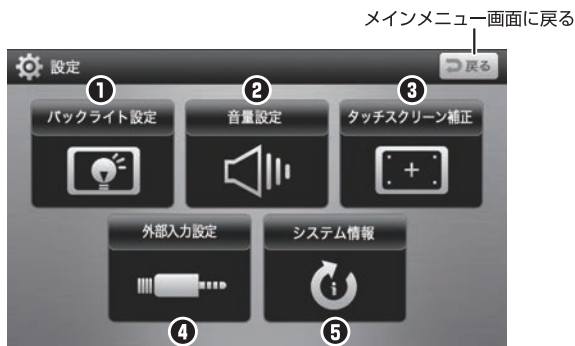 メインメニュー画面に戻る
設定
戻る
❶ ❷ ❸
バックライト設定 音量設定 タッチスクリーン補正
外部入力設定 システム情報
❹ ❺